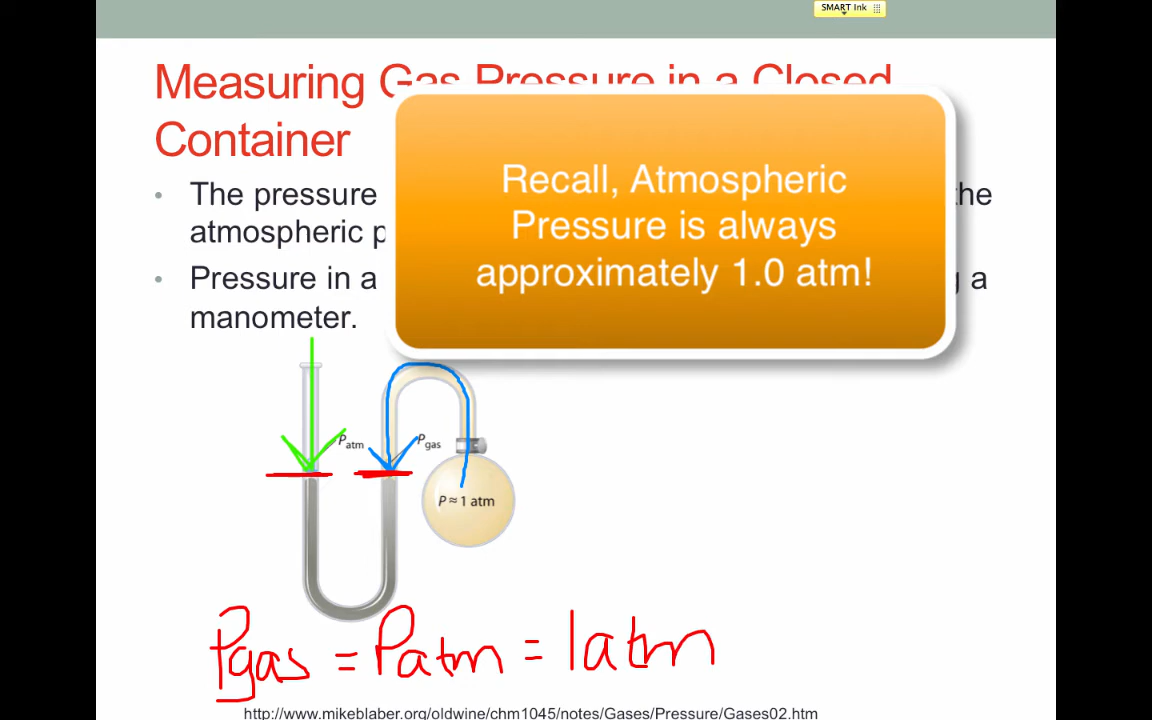 SMART Ink
Measuring Gas Pressure in a Closed
Container
Recall, Atmospheric
Pressure is always
approximately 1.0 atm!
• The pressure the
atmospheric p
• Pressure in a g a
manometer.
Patm
Pgas
P ≈ 1 atm
Pgas = Patm = 1atm
http://www.mikeblaber.org/oldwine/chm1045/notes/Gases/Pressure/Gases02.htm